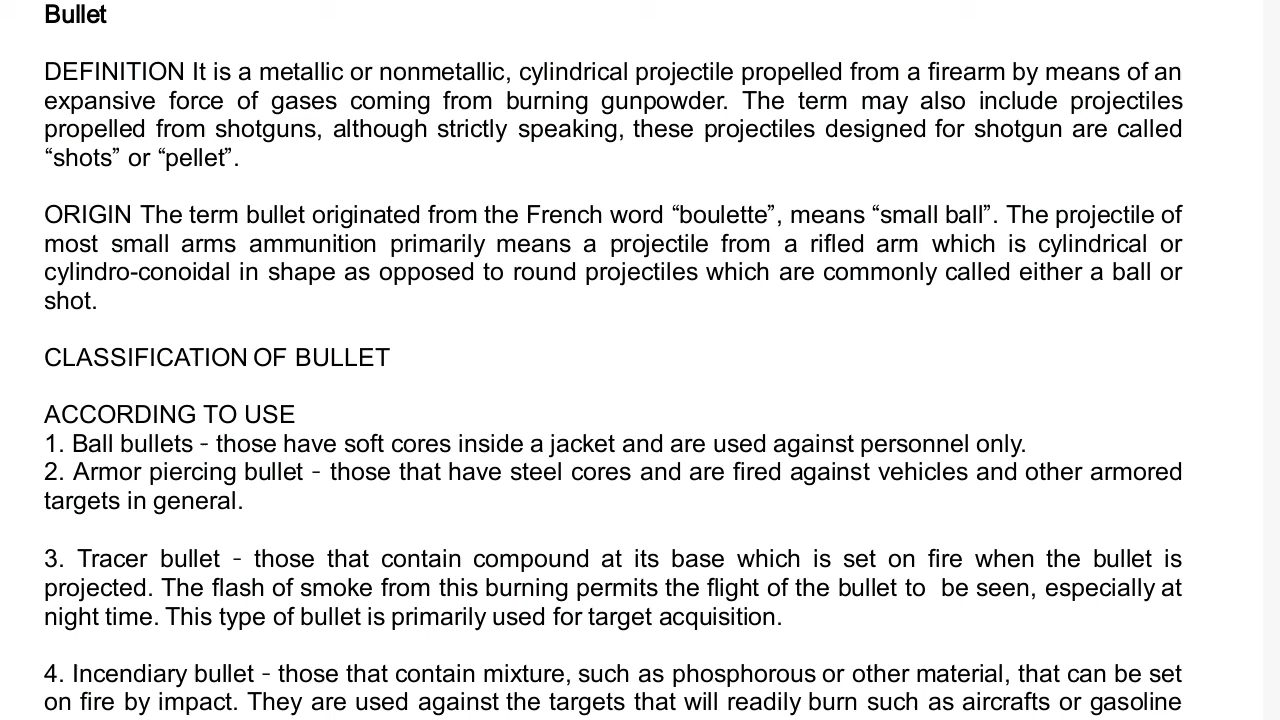 Bullet
DEFINITION It is a metallic or nonmetallic, cylindrical projectile propelled from a firearm by means of an
expansive force of gases coming from burning gunpowder. The term may also include projectiles
propelled from shotguns, although strictly speaking, these projectiles designed for shotgun are called
“shots” or “pellet”.
ORIGIN The term bullet originated from the French word “boulette”, means “small ball”. The projectile of
most small arms ammunition primarily means a projectile from a rifled arm which is cylindrical or
cylindro-conoidal in shape as opposed to round projectiles which are commonly called either a ball or
shot.
CLASSIFICATION OF BULLET
ACCORDING TO USE
1. Ball bullets - those have soft cores inside a jacket and are used against personnel only.
2. Armor piercing bullet - those that have steel cores and are fired against vehicles and other armored
targets in general.
3. Tracer bullet - those that contain compound at its base which is set on fire when the bullet is
projected. The flash of smoke from this burning permits the flight of the bullet to be seen, especially at
night time. This type of bullet is primarily used for target acquisition.
4. Incendiary bullet - those that contain mixture, such as phosphorous or other material, that can be set
on fire by impact. They are used against the targets that will readily burn such as aircrafts or gasoline